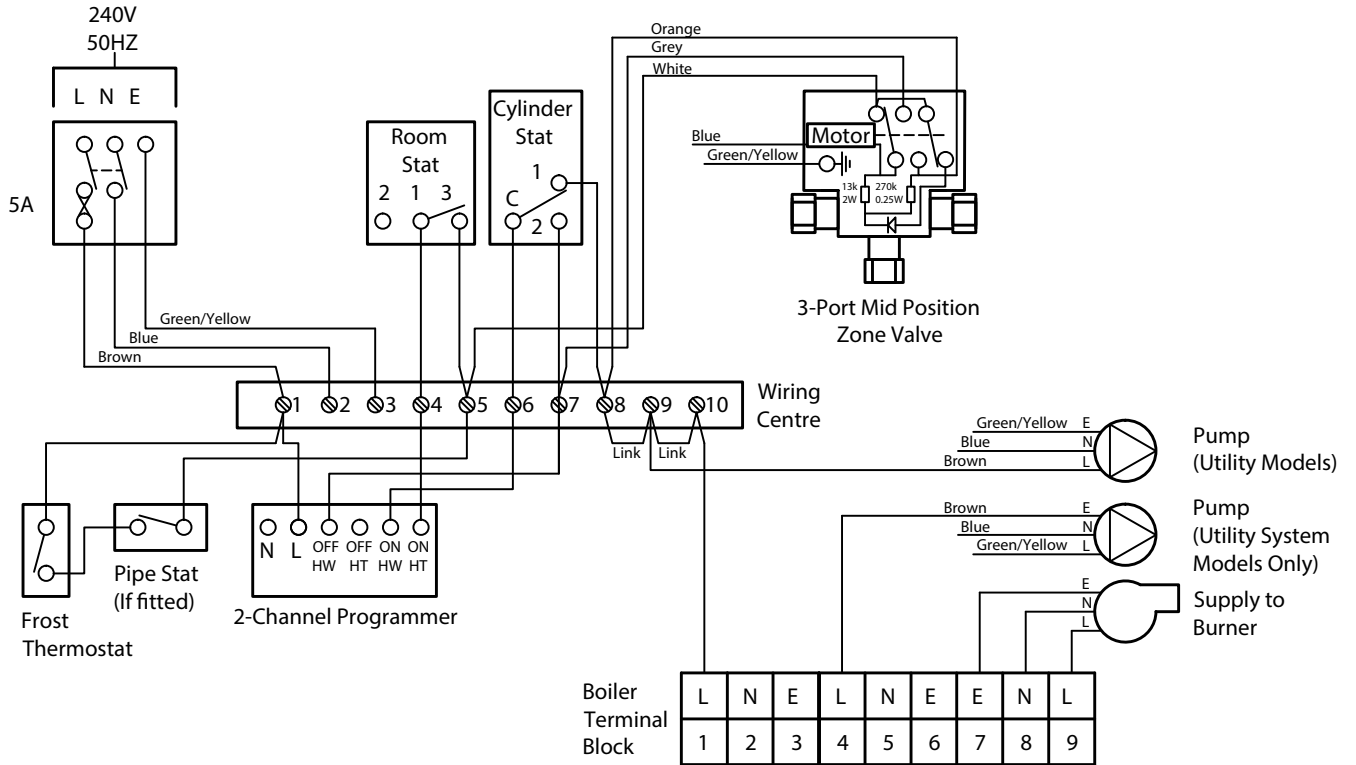 240V
50HZ
L N E
5A
Room
Stat
2 1 3
Cylinder
Stat
1
C
2
Orange
Grey
White
Blue
Green/Yellow
Motor
13k
2W
270k
0.25W
3-Port Mid Position
Zone Valve
Green/Yellow
Blue
Brown
1 2 3 4 5 6 7 8 9 10
Wiring
Centre
Link Link
Green/Yellow E
Blue N
Brown L
Pump
(Utility Models)
Brown E
Blue N
Green/Yellow L
Pump
(Utility System
Models Only)
E
N
L
Supply to
Burner
Frost
Thermostat
Pipe Stat
(If fitted)
N L OFF OFF ON ON
HW HT HW HT
2-Channel Programmer
Boiler
Terminal
Block
L N E L N E E N L
1 2 3 4 5 6 7 8 9